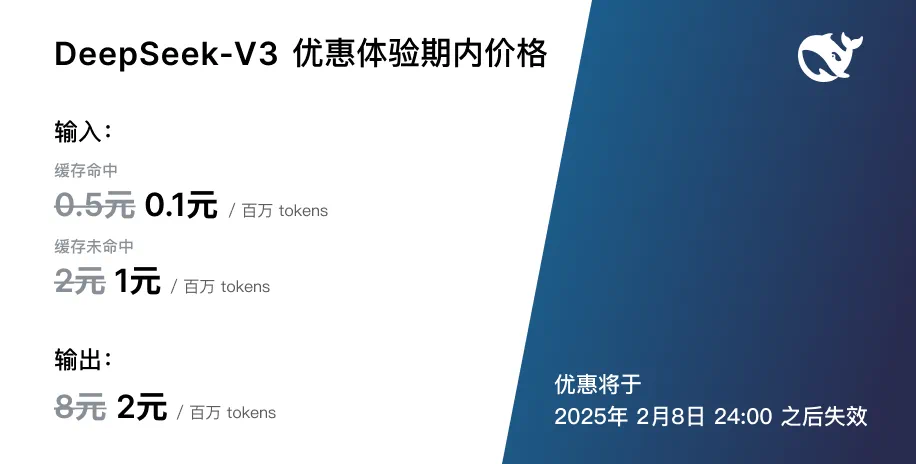 DeepSeek-V3 优惠体验期内价格
输入：
缓存命中
0.5元 0.1元 / 百万 tokens
缓存未命中
2元 1元 / 百万 tokens
输出：
8元 2元 / 百万 tokens
优惠将于
2025年 2月8日 24:00 之后失效